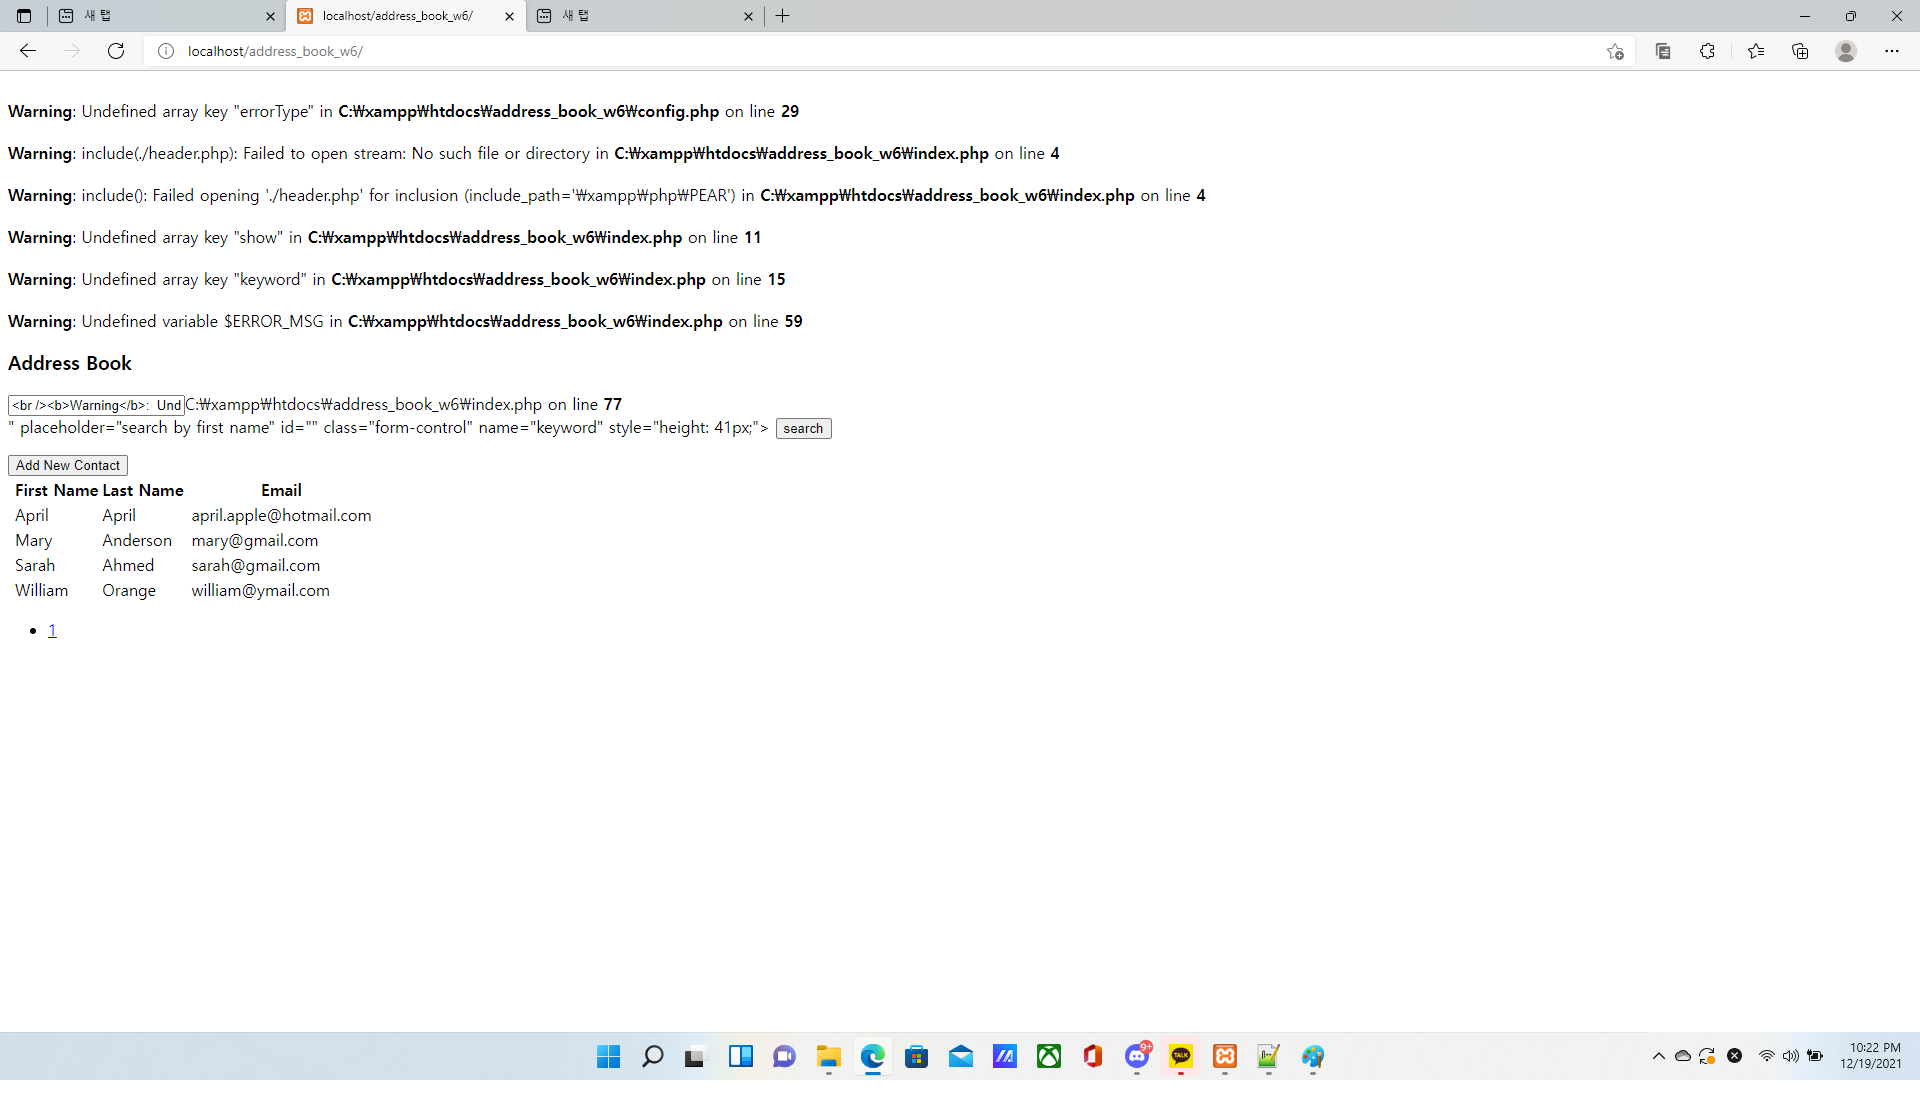 새 탭
localhost/address_book_w6/
새 탭
localhost/address_book_w6/
Warning: Undefined array key "errorType" in C:₩xampp₩htdocs₩address_book_w6₩config.php on line 29
Warning: include(./header.php): Failed to open stream: No such file or directory in C:₩xampp₩htdocs₩address_book_w6₩index.php on line 4
Warning: include(): Failed opening './header.php' for inclusion (include_path='₩xampp₩php₩PEAR') in C:₩xampp₩htdocs₩address_book_w6₩index.php on line 4
Warning: Undefined array key "show" in C:₩xampp₩htdocs₩address_book_w6₩index.php on line 11
Warning: Undefined array key "keyword" in C:₩xampp₩htdocs₩address_book_w6₩index.php on line 15
Warning: Undefined variable $ERROR_MSG in C:₩xampp₩htdocs₩address_book_w6₩index.php on line 59
Address Book
<br /><b>Warning</b>:  Und C:₩xampp₩htdocs₩address_book_w6₩index.php on line 77
" placeholder="search by first name" id="" class="form-control" name="keyword" style="height: 41px;"> search
Add New Contact
First Name Last Name Email
April April april.apple@hotmail.com
Mary Anderson mary@gmail.com
Sarah Ahmed sarah@gmail.com
William Orange william@ymail.com
1
9+
TALK
10:22 PM
12/19/2021